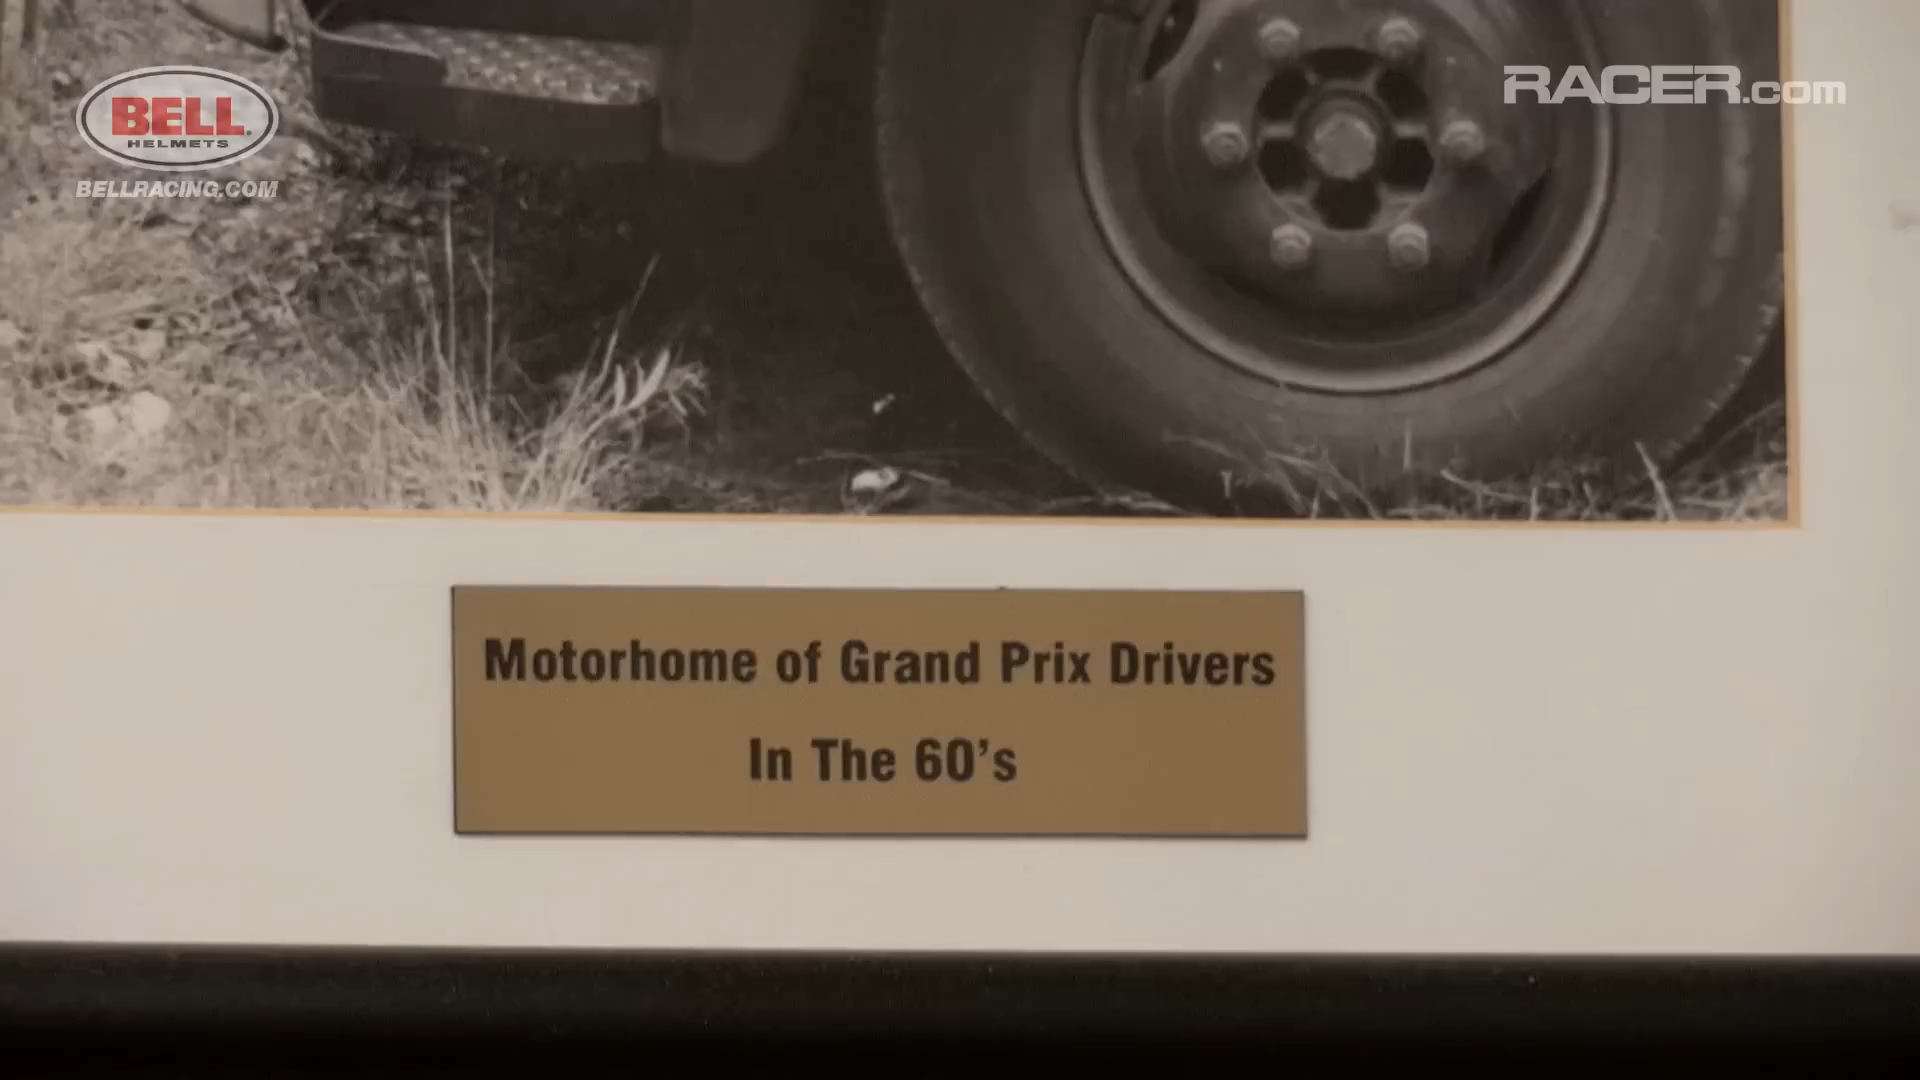 BELL
HELMETS
BELLRACING.COM
RACER.com
Motorhome of Grand Prix Drivers
In The 60's